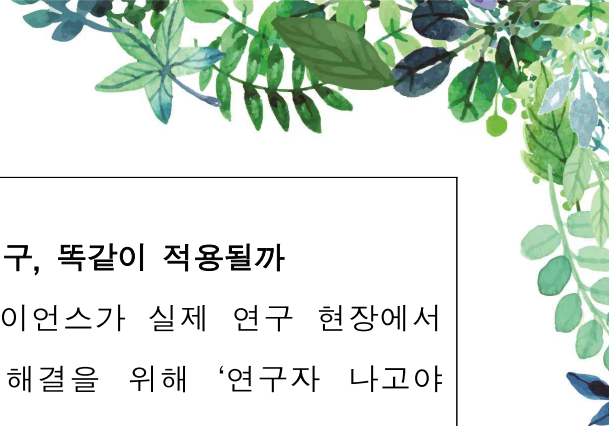 구, 똑같이 적용될까
이언스가 실제 연구 현장에서
해결을 위해 ‘연구자 나고야